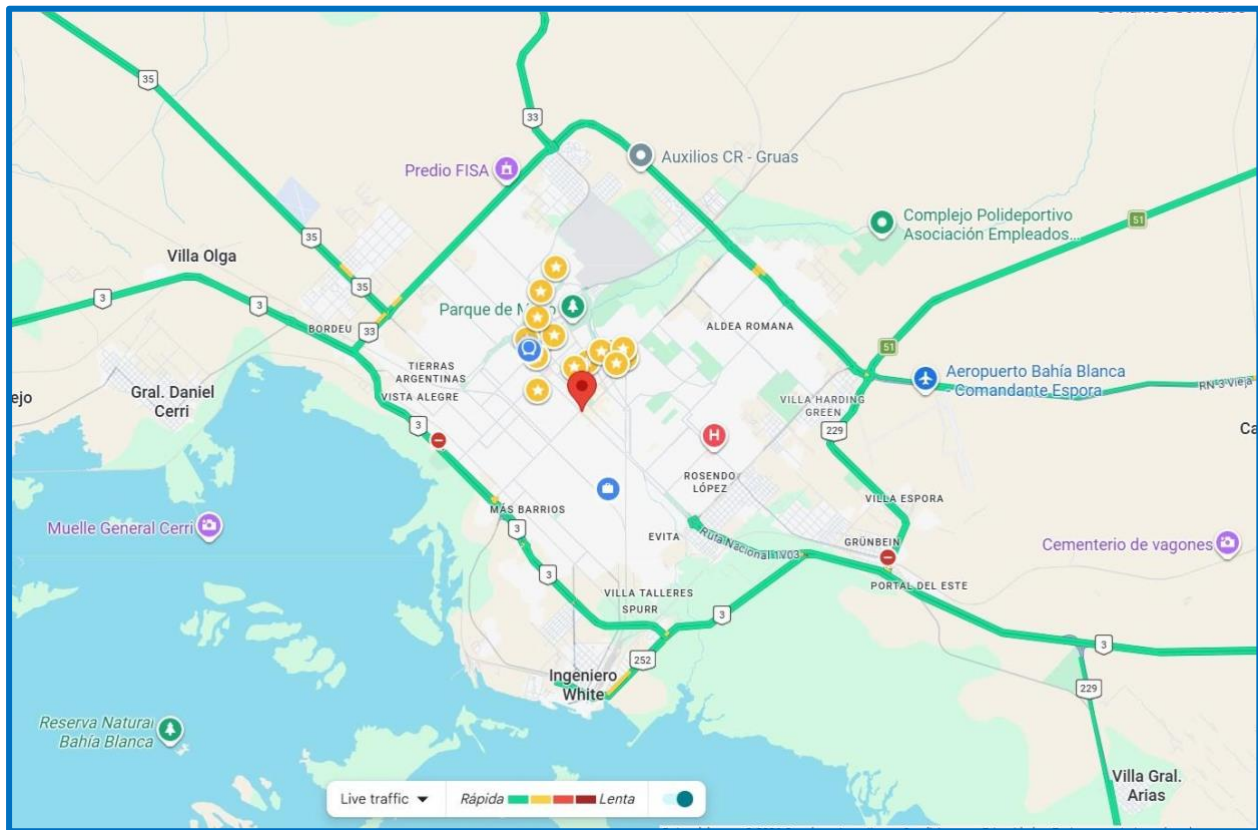 35
33
Predio FISA
Auxilios CR - Gruas
Complejo Polideportivo
Asociación Empleados...
51
35
Villa Olga
35
3
3
33
BORDEU
Parque de M
ALDEA ROMANA
51
TIERRAS
ARGENTINAS
VISTA ALEGRE
Gral. Daniel
Cerri
Aeropuerto Bahía Blanca
- Comandante Espora
RN-3 Vieja
ejo
VILLA HARDING
GREEN
229
Ca
3
H
ROSENDO
LÓPEZ
VILLA ESPORA
MÁS BARRIOS
Muelle General Cerri
3
EVITA
Ruta Nacional 1V03
GRÜNBEIN
Cementerio de vagones
3
PORTAL DEL ESTE
VILLA TALLERES
SPURR
3
3
252
Ingeniero
White
229
Reserva Natural
Bahía Blanca
Villa Gral.
Arias
Live traffic
Rápida
Lenta